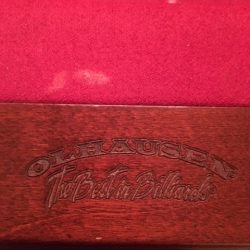 OLHAUSEN
The Best in Billiards